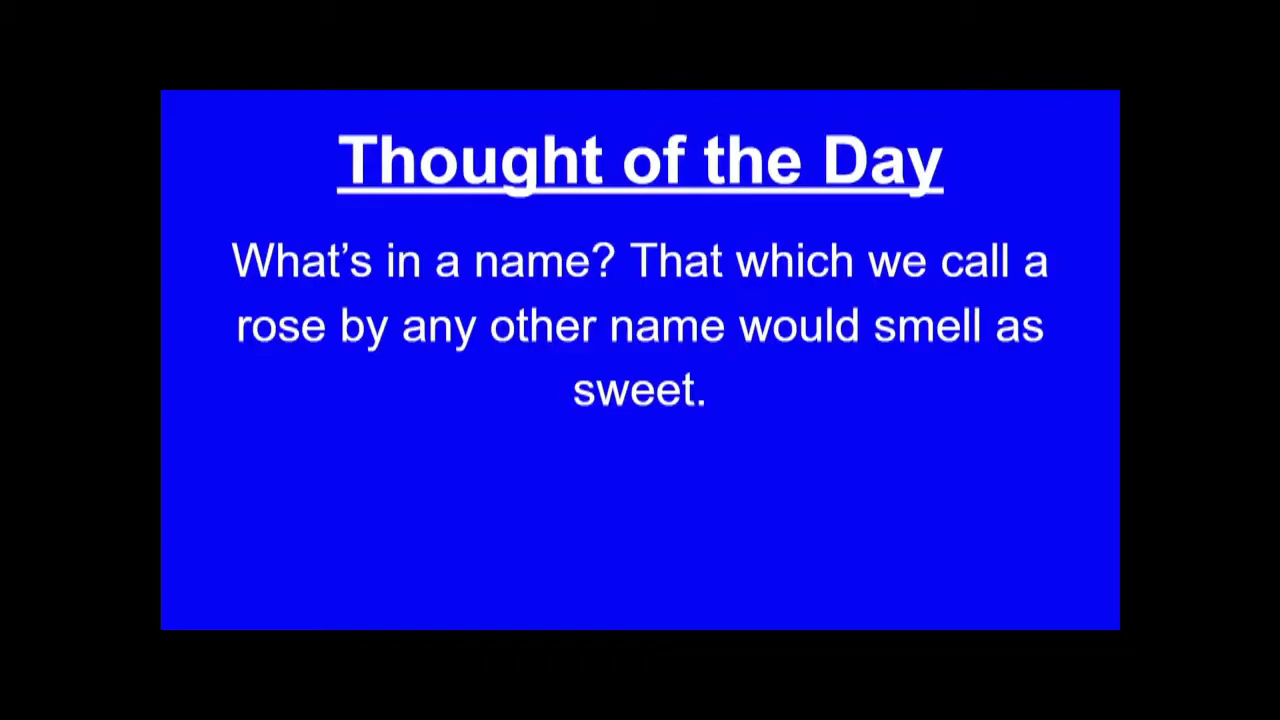 Thought of the Day
What’s in a name? That which we call a
rose by any other name would smell as
sweet.